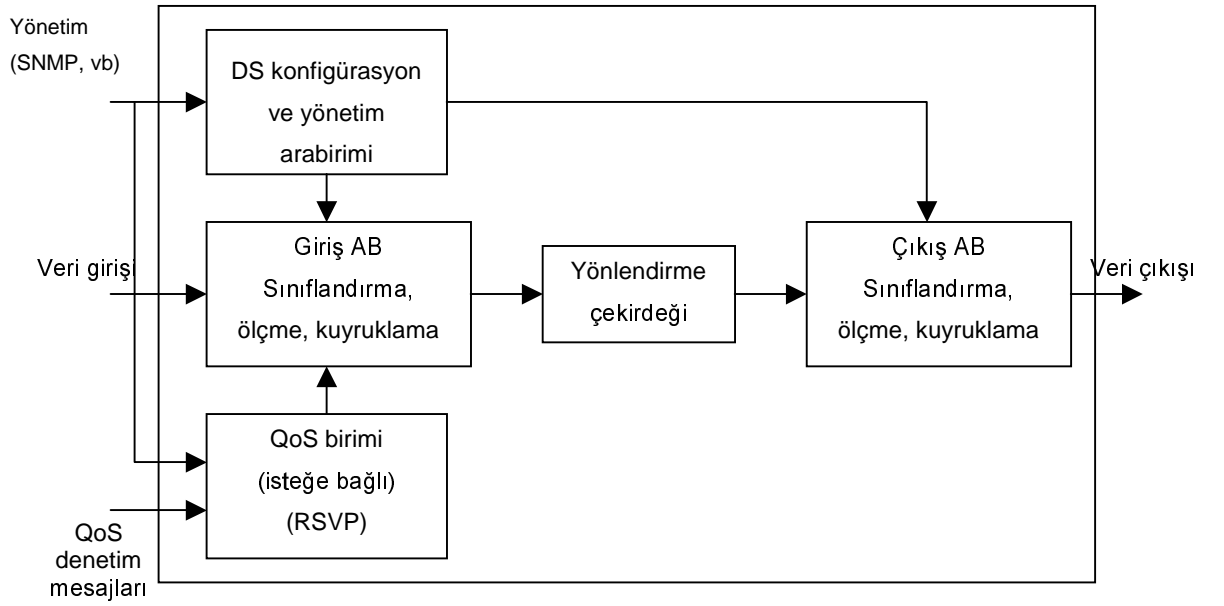 Yönetim
(SNMP, vb)
DS konfigürasyon
ve yönetim
arabirimi
Veri girişi
Giriş AB
Sınıflandırma,
ölçme, kuyruklama
Yönlendirme
çekirdeği
Çıkış AB
Sınıflandırma,
ölçme, kuyruklama
Veri çıkışı
QoS birimi
(isteğe bağlı)
(RSVP)
QoS
denetim
mesajları